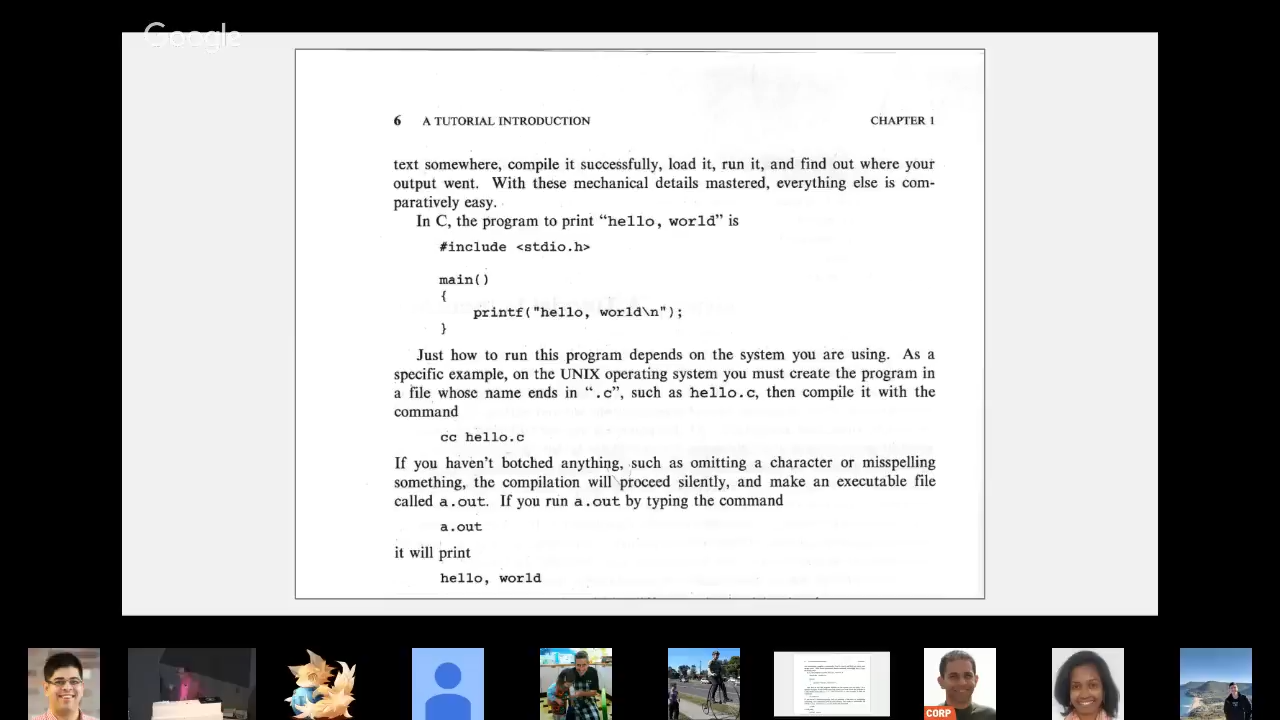 Google
6 A TUTORIAL INTRODUCTION CHAPTER 1
text somewhere, compile it successfully, load it, run it, and find out where your
output went. With these mechanical details mastered, everything else is com-
paratively easy.
In C, the program to print “hello, world” is
#include <stdio.h>
main()
{
printf("hello, world\n");
}
Just how to run this program depends on the system you are using. As a
specific example, on the UNIX operating system you must create the program in
a file whose name ends in “.c”, such as hello.c, then compile it with the
command
cc hello.c
If you haven't botched anything, such as omitting a character or misspelling
something, the compilation will proceed silently, and make an executable file
called a.out. If you run a.out by typing the command
a.out
it will print
hello, world
CORP